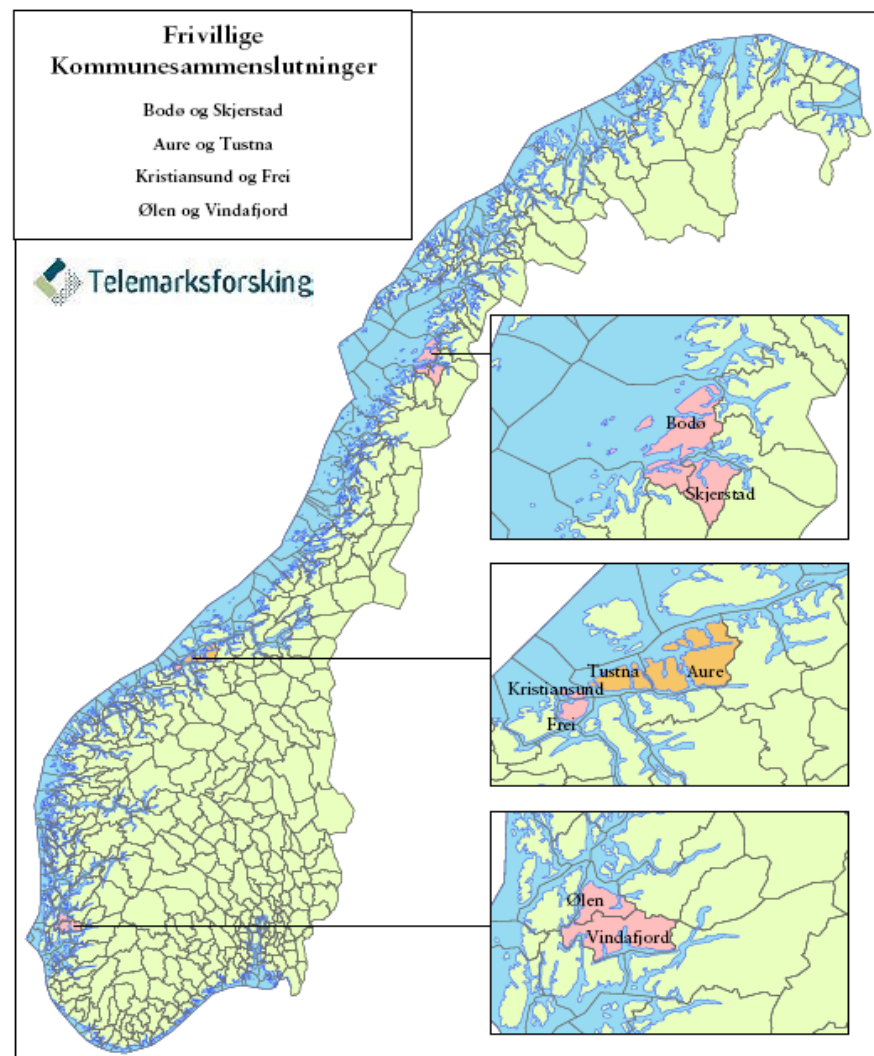 Frivillige
Kommunesammenslutninger
Bodø og Skjerstad
Aure og Tustna
Kristiansund og Frei
Ølen og Vindafjord
Telemarksforsking
Bodø
Skjerstad
Tustna
Aure
Kristiansund
Frei
Ølen
Vindafjord